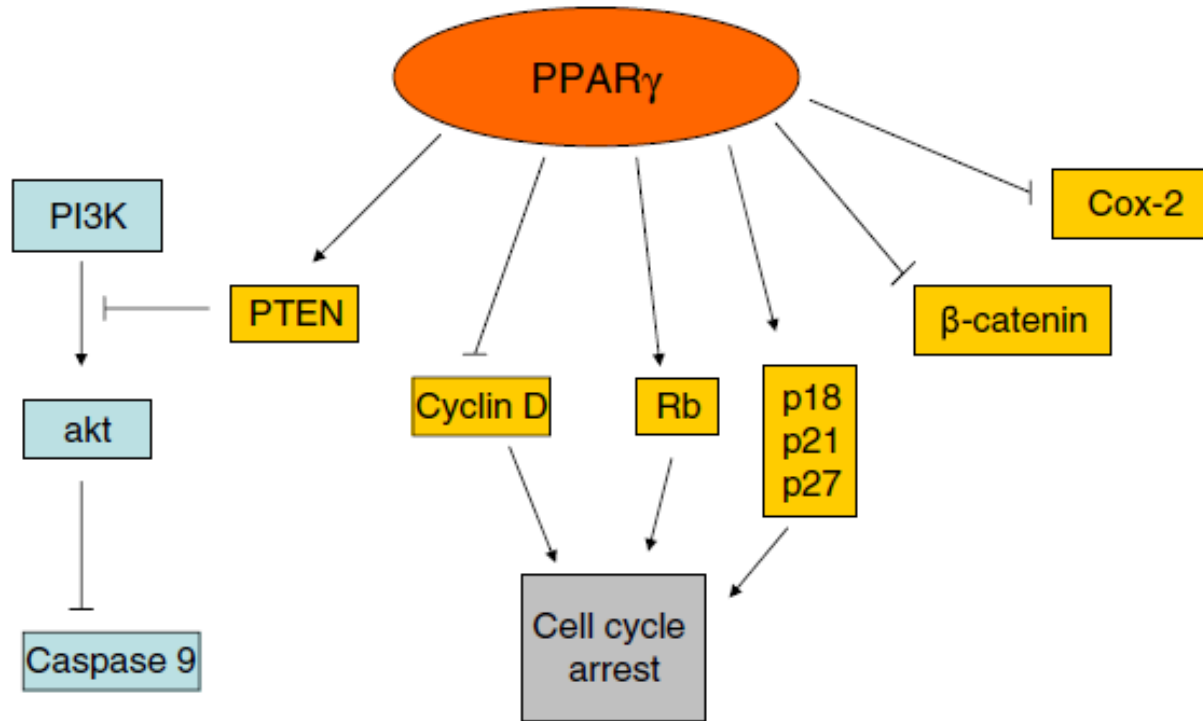 PPARγ
PI3K
Cox-2
PTEN
β-catenin
Cyclin D
Rb
p18
p21
p27
akt
Cell cycle
arrest
Caspase 9